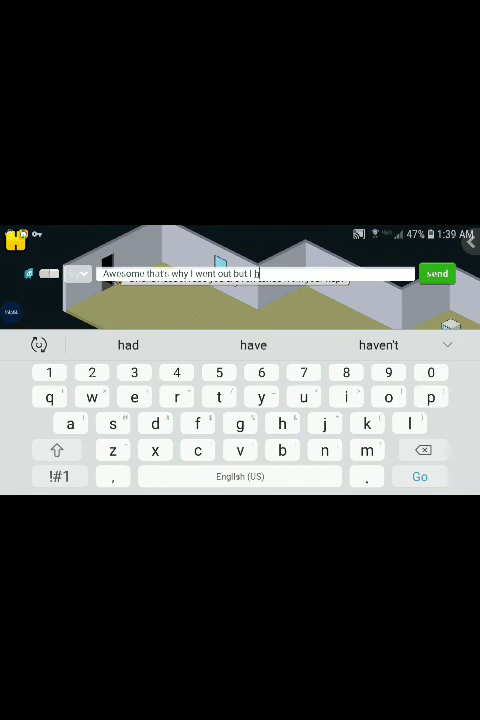 47% 1:39 AM
Awesome that's why I went out but I h
send
had have haven't
1 2 3 4 5 6 7 8 9 0
q w e r t y u i o p
a s d f g h j k l
z x c v b n m
!#1 , English (US) . Go